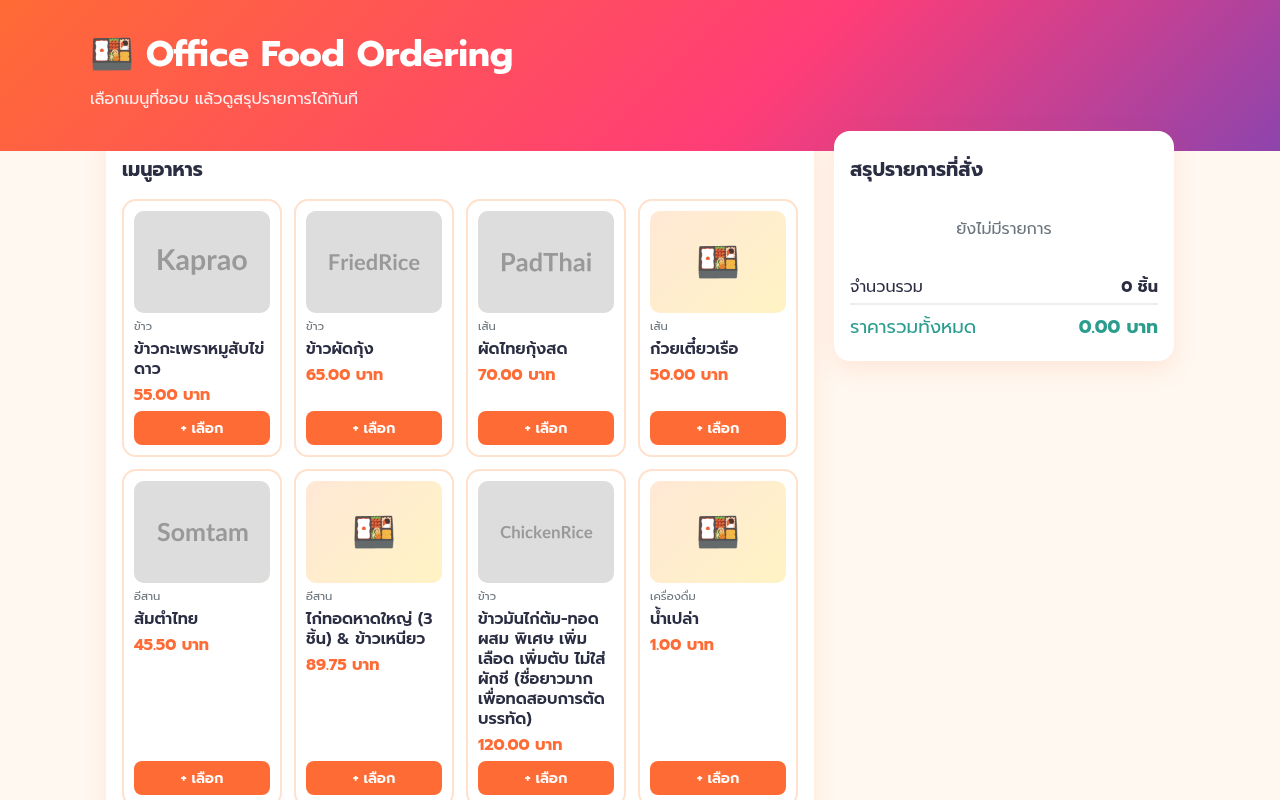 Office Food Ordering
เลือกเมนูที่ชอบ แล้วดูสรุปรายการได้ทันที
เมนูอาหาร
Kaprao
ข้าว
ข้าวกะเพราหมูสับไข่
ดาว
55.00 บาท
+ เลือก
FriedRice
ข้าว
ข้าวผัดกุ้ง
65.00 บาท
+ เลือก
PadThai
เส้น
ผัดไทยกุ้งสด
70.00 บาท
+ เลือก
เส้น
ก๋วยเตี๋ยวเรือ
50.00 บาท
+ เลือก
Somtam
อีสาน
ส้มตำไทย
45.50 บาท
+ เลือก
อีสาน
ไก่ทอดหาดใหญ่ (3
ชิ้น) & ข้าวเหนียว
89.75 บาท
+ เลือก
ChickenRice
ข้าว
ข้าวมันไก่ต้ม-ทอด
ผสม พิเศษ เพิ่ม
เลือด เพิ่มตับ ไม่ใส่
ผักชี (ชื่อยาวมาก
เพื่อทดสอบการตัด
บรรทัด)
120.00 บาท
+ เลือก
เครื่องดื่ม
น้ำเปล่า
1.00 บาท
+ เลือก
สรุปรายการที่สั่ง
ยังไม่มีรายการ
จำนวนรวม 0 ชิ้น
ราคารวมทั้งหมด 0.00 บาท